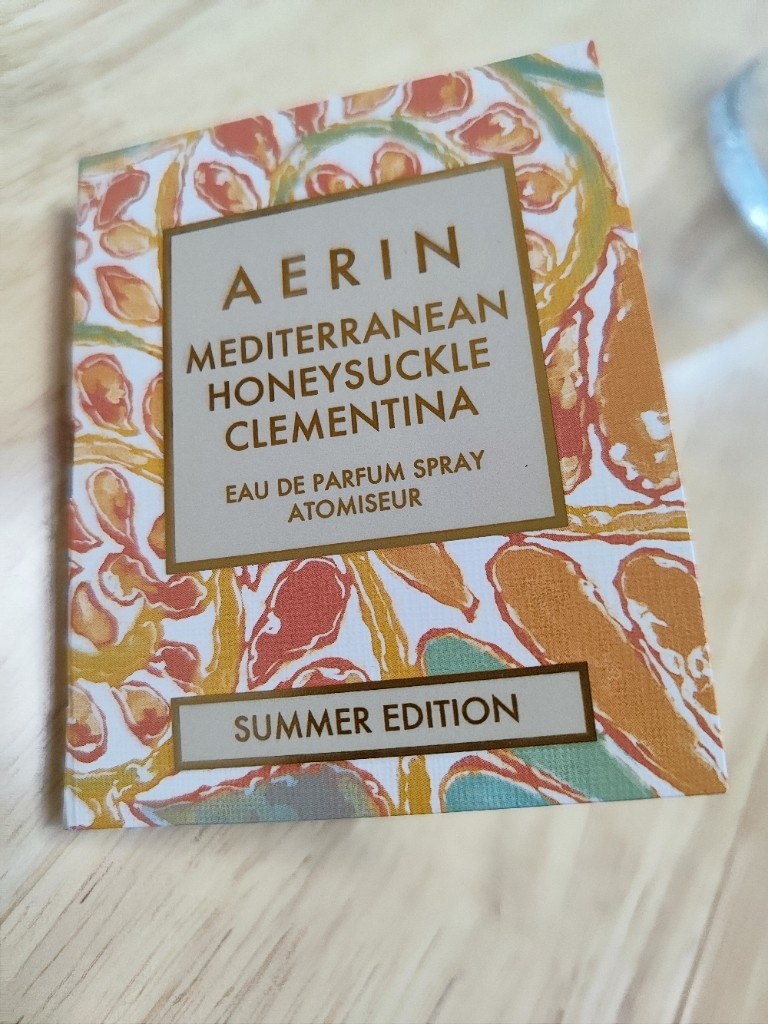 AERIN
MEDITERRANEAN
HONEYSUCKLE
CLEMENTINA
EAU DE PARFUM SPRAY
ATOMISEUR
SUMMER EDITION